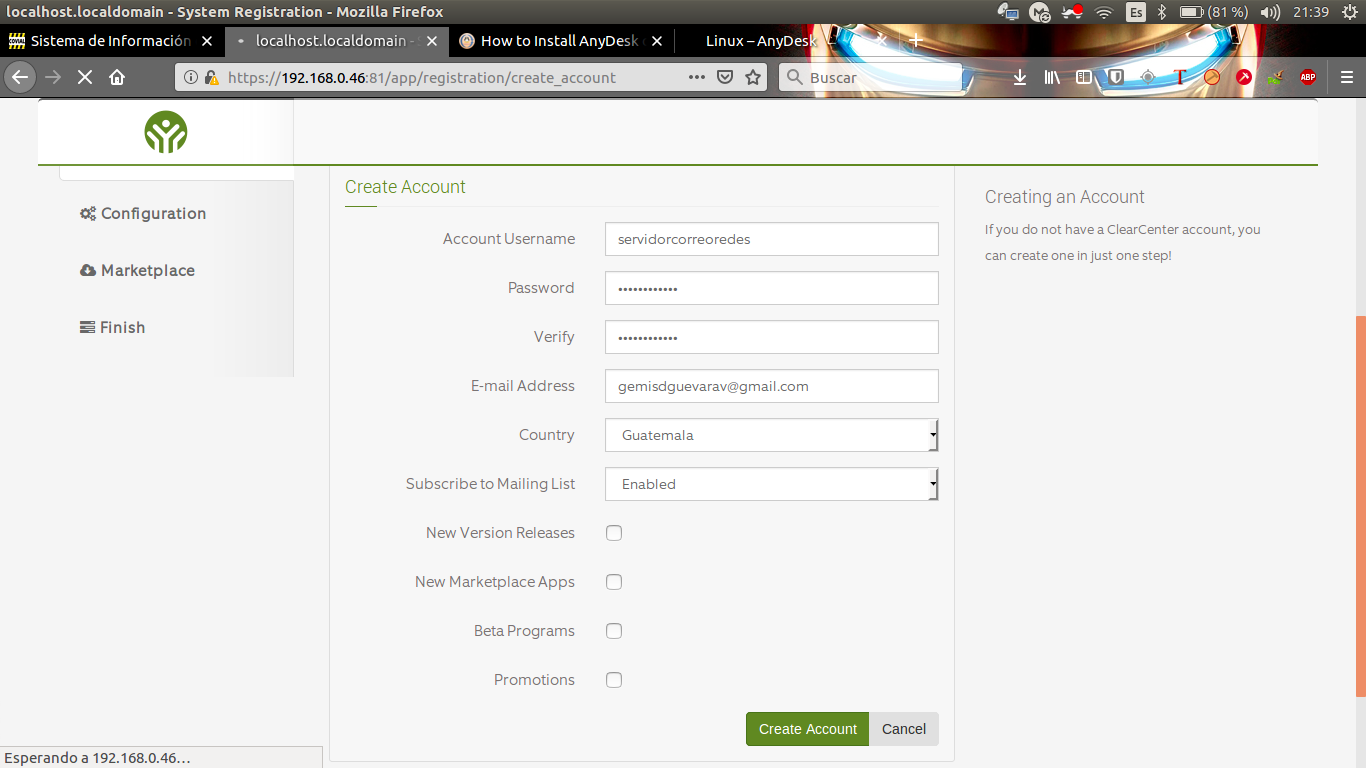 localhost.localdomain - System Registration - Mozilla Firefox
Es
(81 %)
21:39
Sistema de Información
localhost.localdomain -
How to Install AnyDesk
Linux – AnyDesk
https://192.168.0.46:81/app/registration/create_account
Buscar
T
ABP
Create Account
Creating an Account
If you do not have a ClearCenter account, you
can create one in just one step!
Configuration
Marketplace
Finish
Account Username
servidorcorreoredes
Password
••••••••••••
Verify
••••••••••••
E-mail Address
gemisdguevarav@gmail.com
Country
Guatemala
Subscribe to Mailing List
Enabled
New Version Releases
New Marketplace Apps
Beta Programs
Promotions
Create Account
Cancel
Esperando a 192.168.0.46…